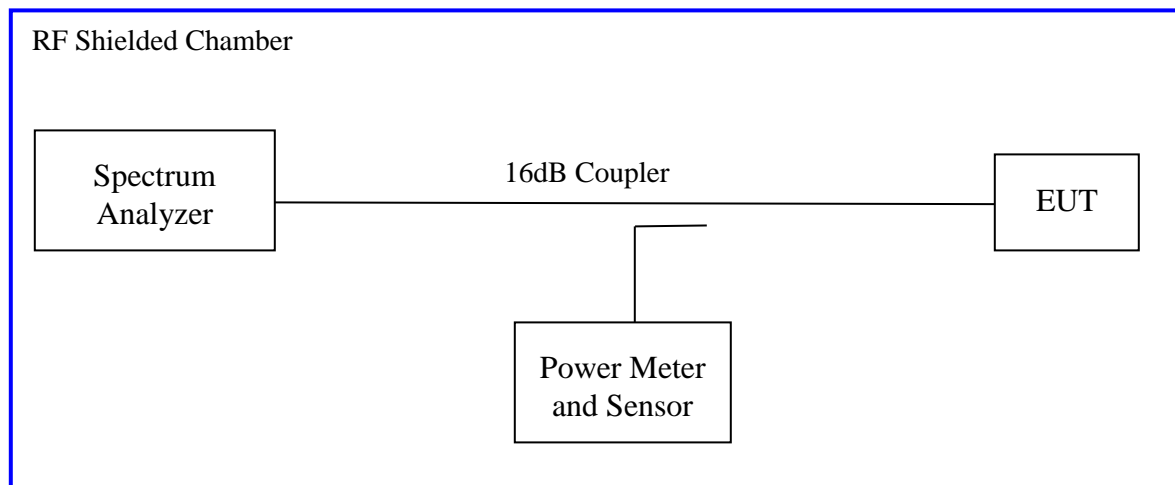 RF Shielded Chamber
Spectrum
Analyzer
16dB Coupler
EUT
Power Meter
and Sensor